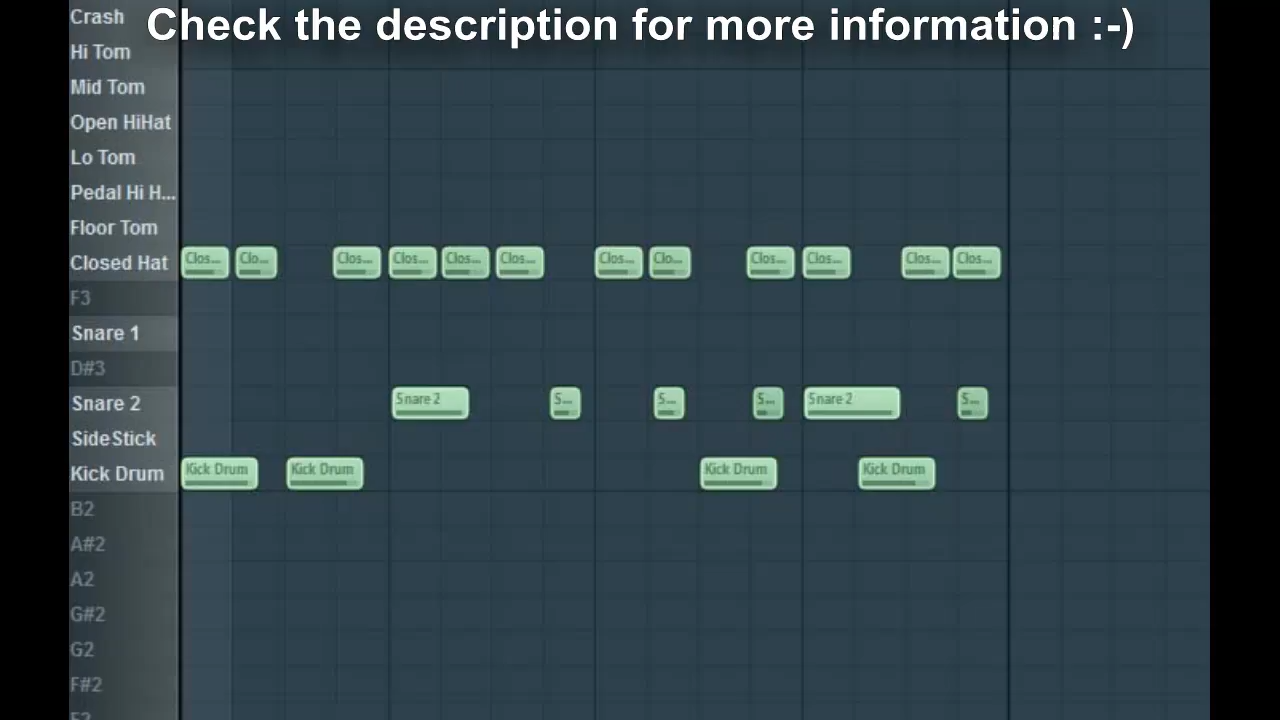 Check the description for more information :-)
Crash
Hi Tom
Mid Tom
Open HiHat
Lo Tom
Pedal Hi H...
Floor Tom
Closed Hat
Clos... Clo... Clos... Clos... Clos... Clos... Clos... Clo... Clos... Clos... Clos... Clos...
F3
Snare 1
D#3
Snare 2
Snare 2 S... S... S... Snare 2 S...
SideStick
Kick Drum
Kick Drum Kick Drum Kick Drum Kick Drum
B2
A#2
A2
G#2
G2
F#2